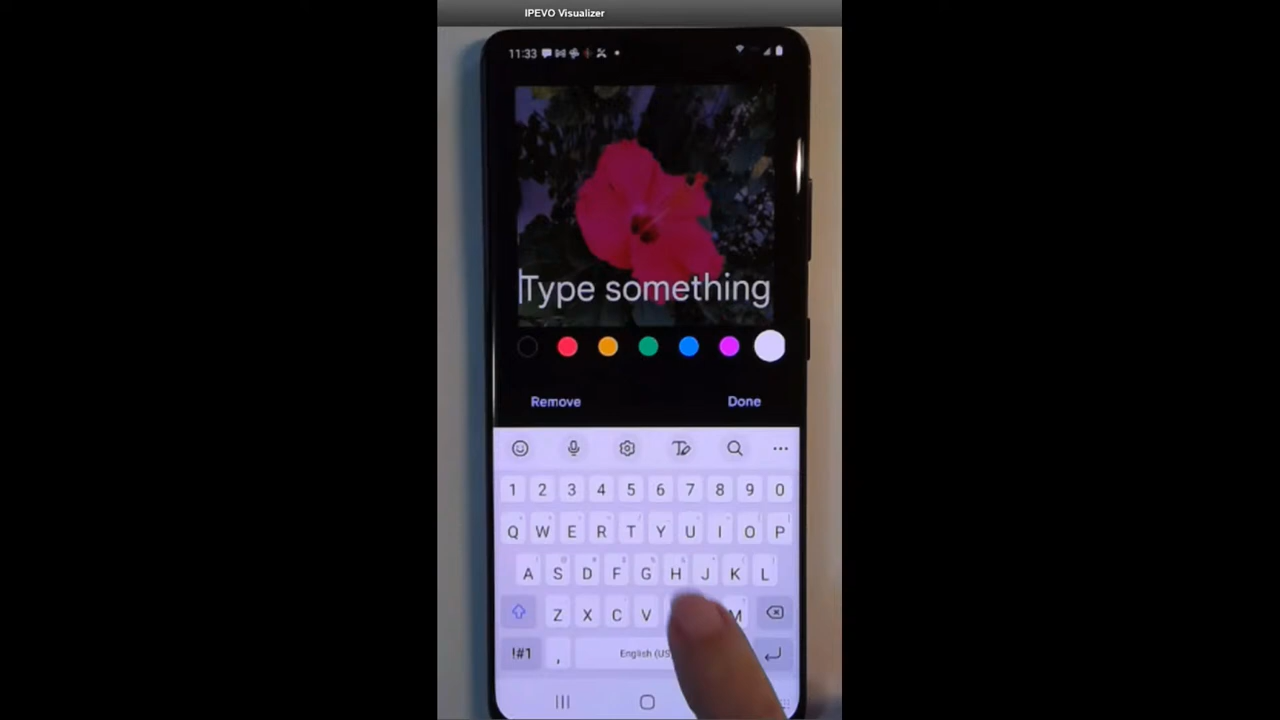 IPEVO Visualizer
11:33
Type something
Remove Done
1 2 3 4 5 6 7 8 9 0
Q W E R T Y U I O P
A S D F G H J K L
Z X C V M
!#1 , English (US